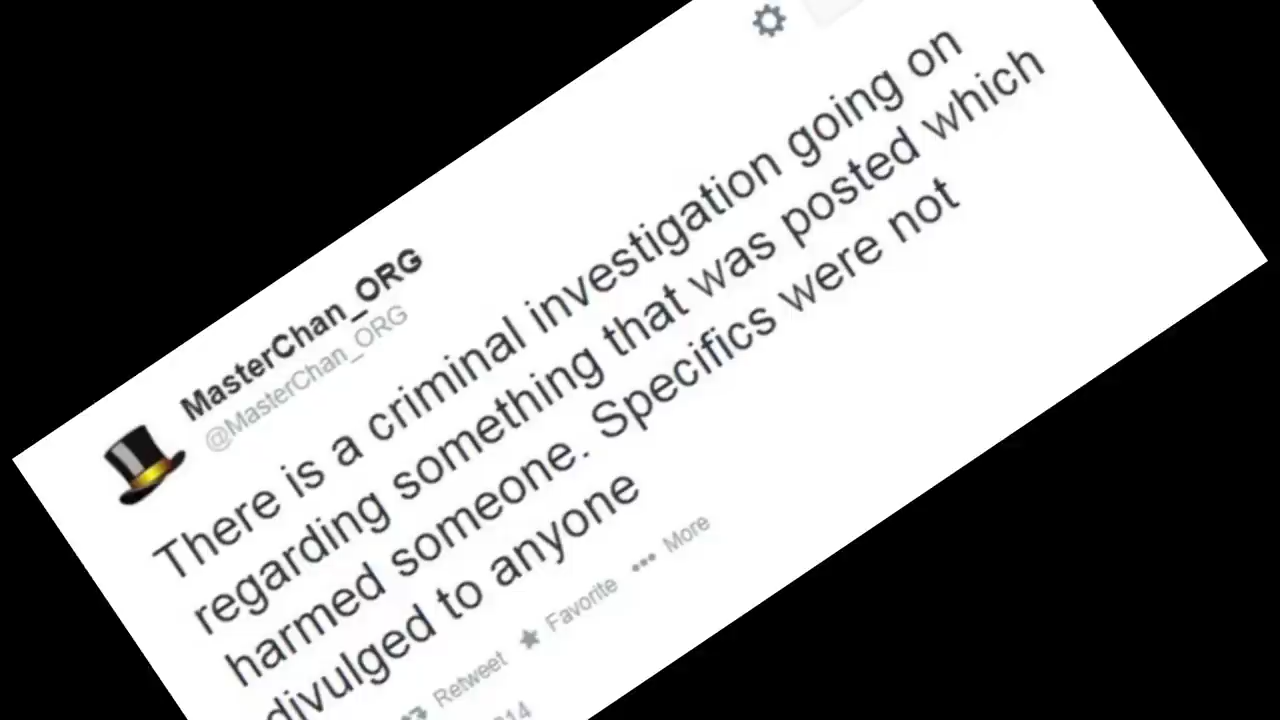 MasterChan_ORG
@MasterChan_ORG
There is a criminal investigation going on
regarding something that was posted which
harmed someone. Specifics were not
divulged to anyone
Retweet Favorite More